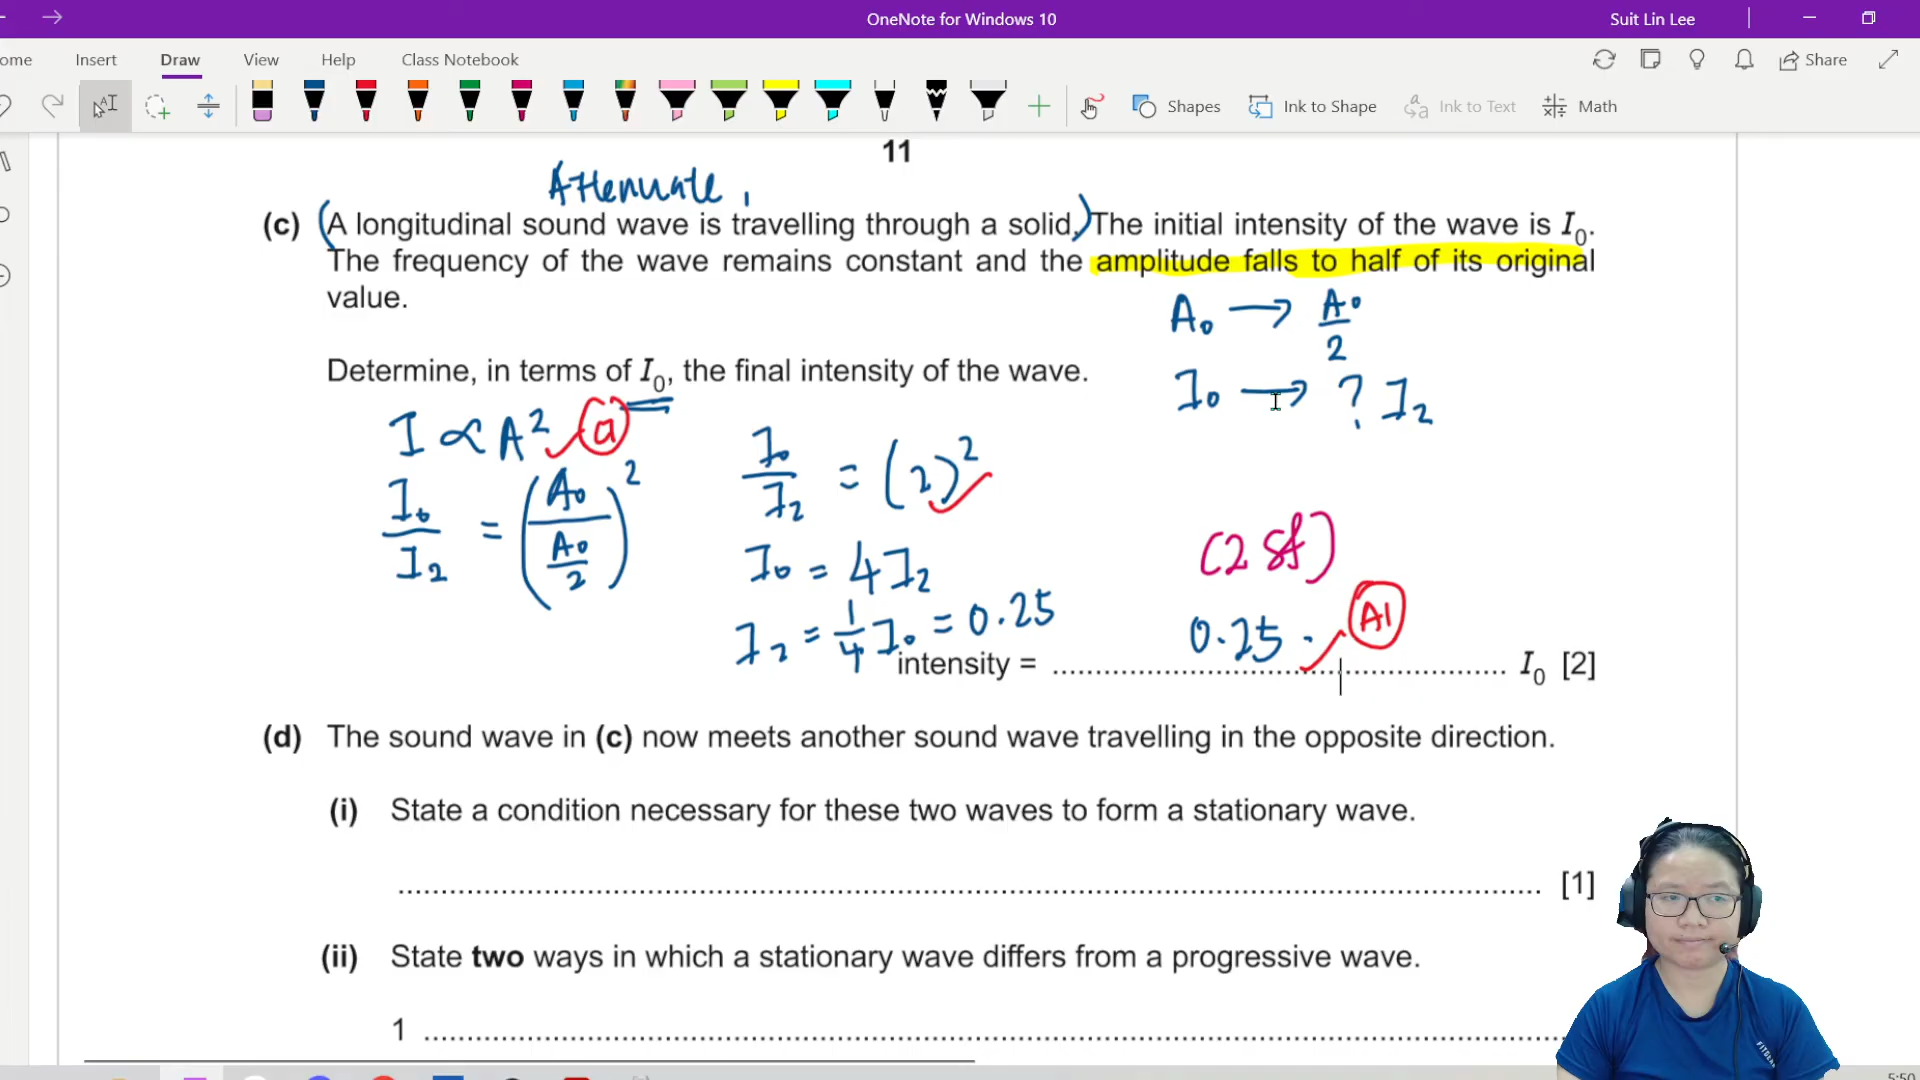 OneNote for Windows 10
Suit Lin Lee
ome Insert Draw View Help Class Notebook Share
Shapes Ink to Shape Ink to Text Math
11
Attenuate,
(c) (A longitudinal sound wave is travelling through a solid.) The initial intensity of the wave is I₀.
The frequency of the wave remains constant and the amplitude falls to half of its original
value.
A₀ → A₀/2
Determine, in terms of I₀, the final intensity of the wave.
I₀ → ? I₂
I ∝ A² ✓ C1
I₀/I₂ = (A₀/(A₀/2))²
I₀/I₂ = (2)² ✓
I₀ = 4I₂
(2 sf)
I₂ = 1/4 I₀ = 0.25
0.25. ✓ A1
intensity = .............................. I₀ [2]
(d) The sound wave in (c) now meets another sound wave travelling in the opposite direction.
(i) State a condition necessary for these two waves to form a stationary wave.
.............................. [1]
(ii) State two ways in which a stationary wave differs from a progressive wave.
1 ..............................